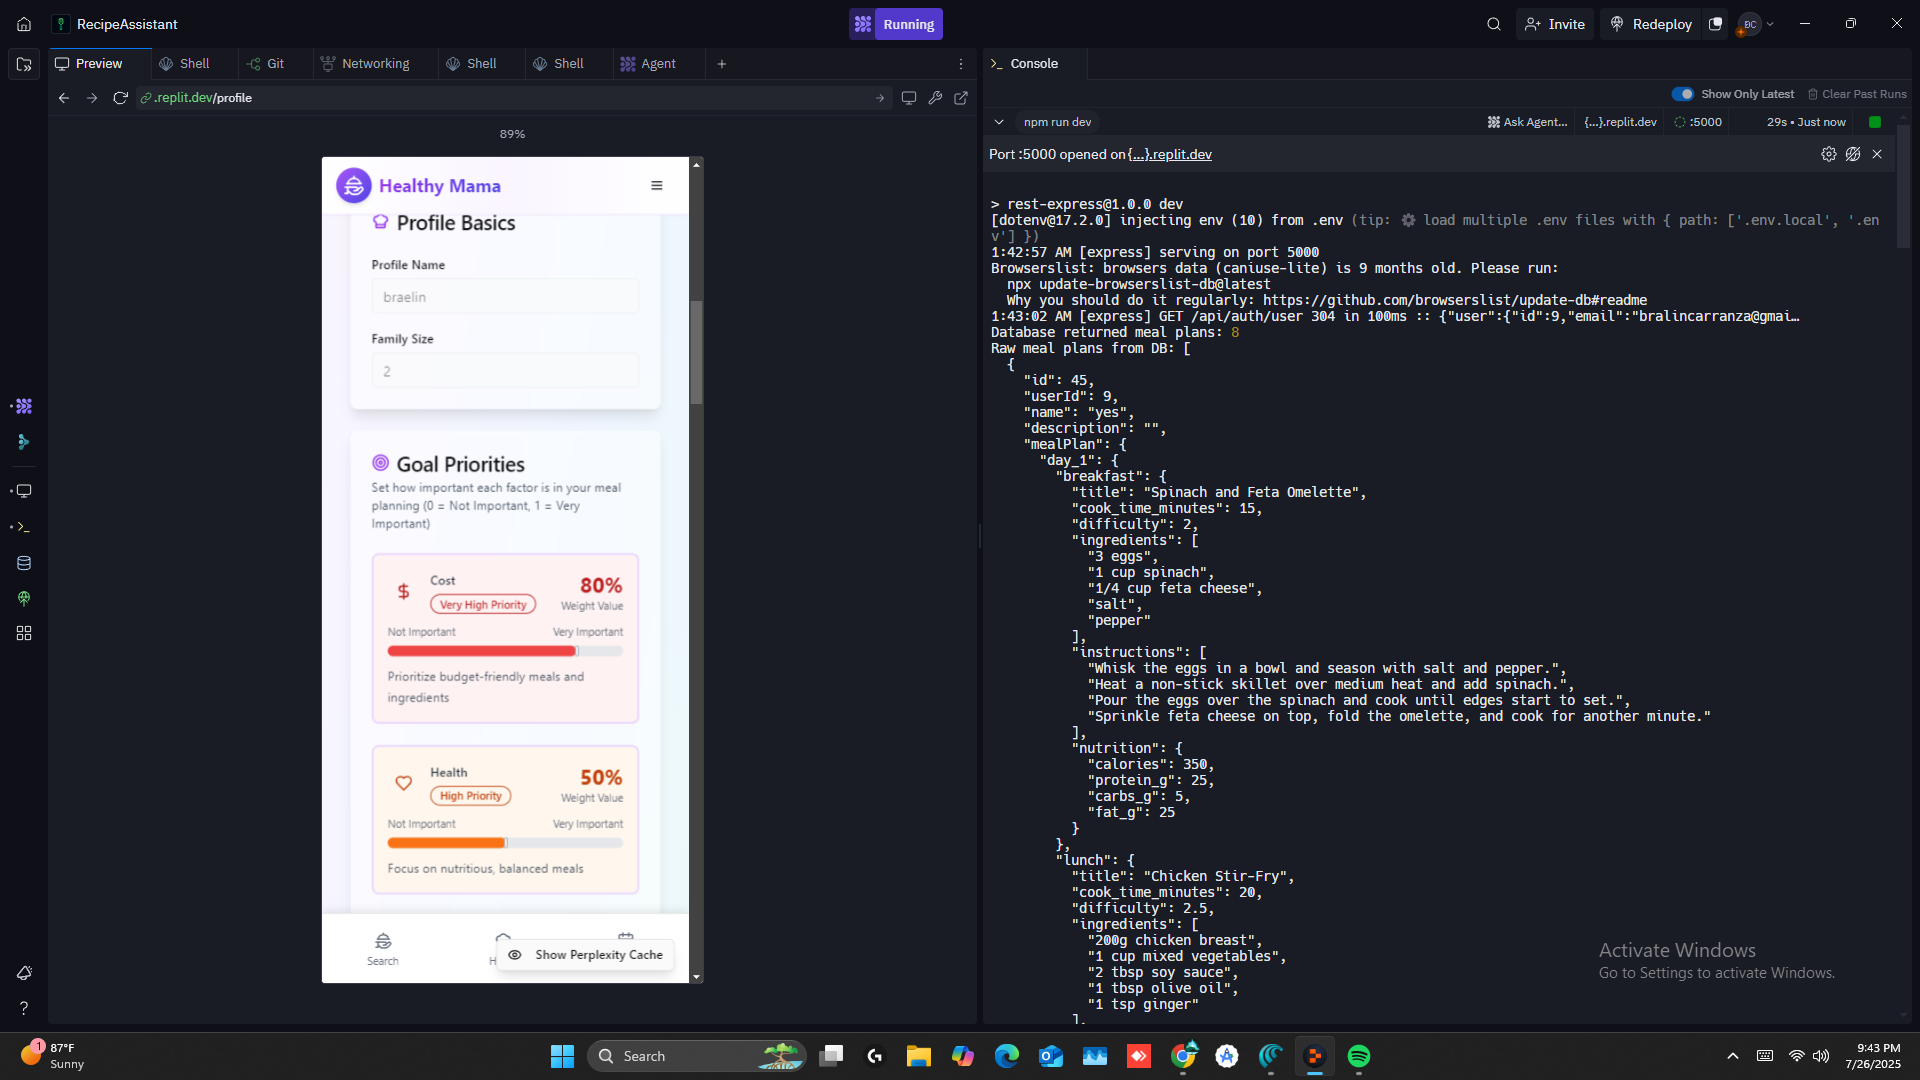 RecipeAssistant
Running
Invite
Redeploy
BC
Preview
Shell
Git
Networking
Shell
Shell
Agent
Console
.replit.dev/profile
Show Only Latest
Clear Past Runs
npm run dev
Ask Agent...
{...}.replit.dev
:5000
29s • Just now
89%
Port :5000 opened on {...}.replit.dev
Healthy Mama
Profile Basics
Profile Name
braelin
Family Size
2
Goal Priorities
Set how important each factor is in your meal
planning (0 = Not Important, 1 = Very
Important)
Cost
Very High Priority
80%
Weight Value
Not Important
Very Important
Prioritize budget-friendly meals and
ingredients
Health
High Priority
50%
Weight Value
Not Important
Very Important
Focus on nutritious, balanced meals
Search
Show Perplexity Cache
> rest-express@1.0.0 dev
[dotenv@17.2.0] injecting env (10) from .env (tip: ⚙ load multiple .env files with { path: ['.env.local', '.en
v'] })
1:42:57 AM [express] serving on port 5000
Browserslist: browsers data (caniuse-lite) is 9 months old. Please run:
npx update-browserslist-db@latest
Why you should do it regularly: https://github.com/browserslist/update-db#readme
1:43:02 AM [express] GET /api/auth/user 304 in 100ms :: {"user":{"id":9,"email":"bralincarranza@gmai…
Database returned meal plans: 8
Raw meal plans from DB: [
{
"id": 45,
"userId": 9,
"name": "yes",
"description": "",
"mealPlan": {
"day_1": {
"breakfast": {
"title": "Spinach and Feta Omelette",
"cook_time_minutes": 15,
"difficulty": 2,
"ingredients": [
"3 eggs",
"1 cup spinach",
"1/4 cup feta cheese",
"salt",
"pepper"
],
"instructions": [
"Whisk the eggs in a bowl and season with salt and pepper.",
"Heat a non-stick skillet over medium heat and add spinach.",
"Pour the eggs over the spinach and cook until edges start to set.",
"Sprinkle feta cheese on top, fold the omelette, and cook for another minute."
],
"nutrition": {
"calories": 350,
"protein_g": 25,
"carbs_g": 5,
"fat_g": 25
}
},
"lunch": {
"title": "Chicken Stir-Fry",
"cook_time_minutes": 20,
"difficulty": 2.5,
"ingredients": [
"200g chicken breast",
"1 cup mixed vegetables",
"2 tbsp soy sauce",
"1 tbsp olive oil",
"1 tsp ginger"
],
Activate Windows
Go to Settings to activate Windows.
1
87°F
Sunny
Search
9:43 PM
7/26/2025